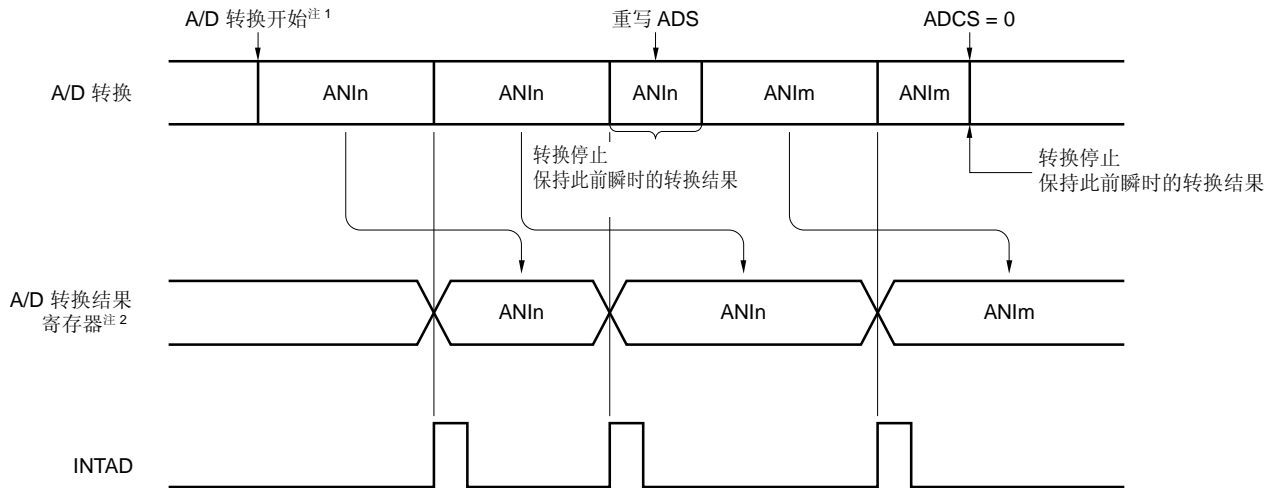 A/D 转换开始注 1
重写 ADS
ADCS = 0
A/D 转换
ANIn
ANIn
ANIn
ANIm
ANIm
转换停止
保持此前瞬时的转换结果
转换停止
保持此前瞬时的转换结果
A/D 转换结果
寄存器注 2
ANIn
ANIn
ANIm
INTAD